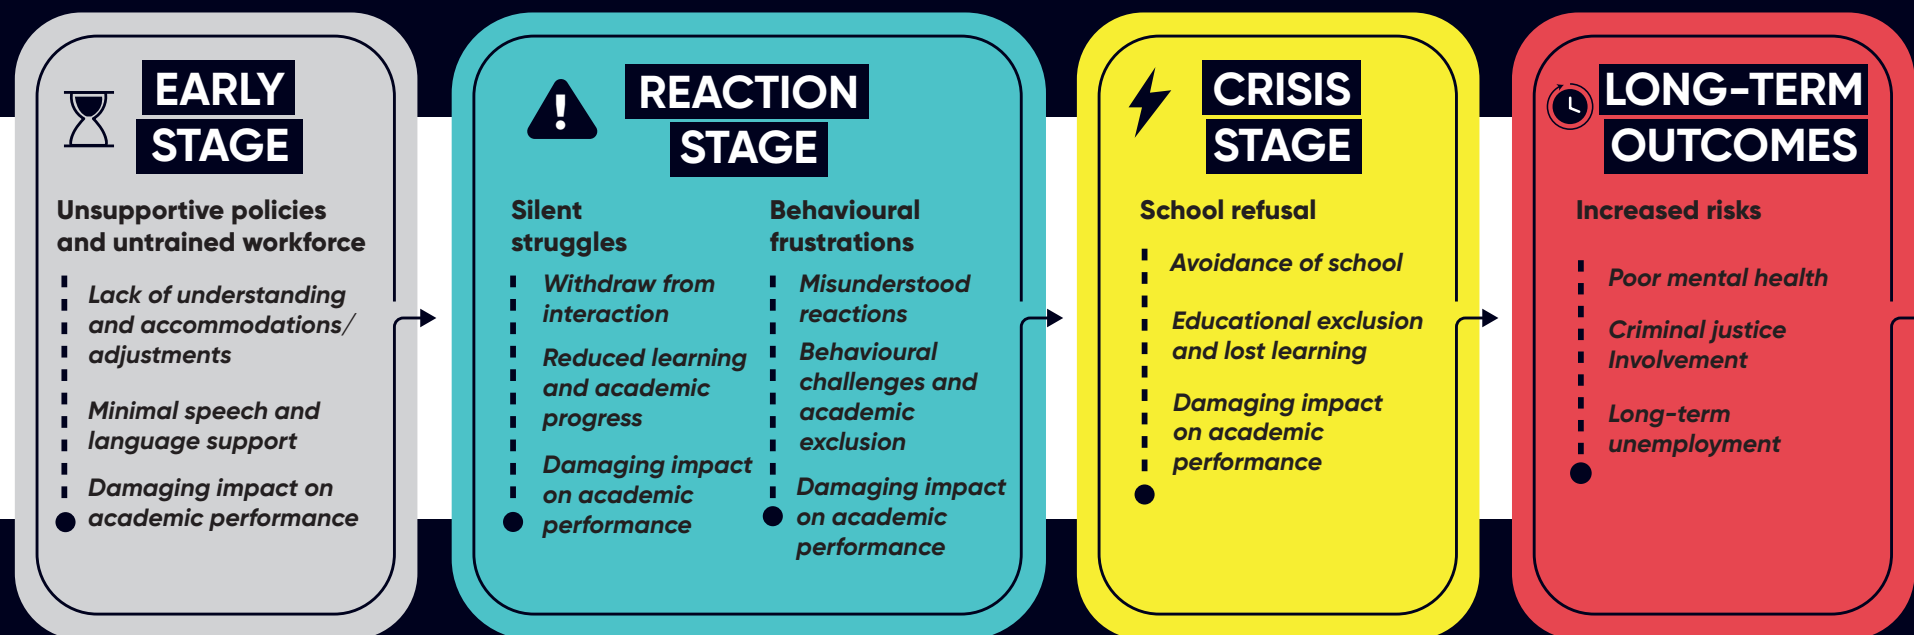 EARLY
STAGE
Unsupportive policies
and untrained workforce
Lack of understanding
and accommodations/
adjustments
Minimal speech and
language support
Damaging impact on
academic performance
REACTION
STAGE
Silent
struggles
Withdraw from
interaction
Reduced learning
and academic
progress
Damaging impact
on academic
performance
Behavioural
frustrations
Misunderstood
reactions
Behavioural
challenges and
academic
exclusion
Damaging impact
on academic
performance
CRISIS
STAGE
School refusal
Avoidance of school
Educational exclusion
and lost learning
Damaging impact
on academic
performance
LONG-TERM
OUTCOMES
Increased risks
Poor mental health
Criminal justice
Involvement
Long-term
unemployment